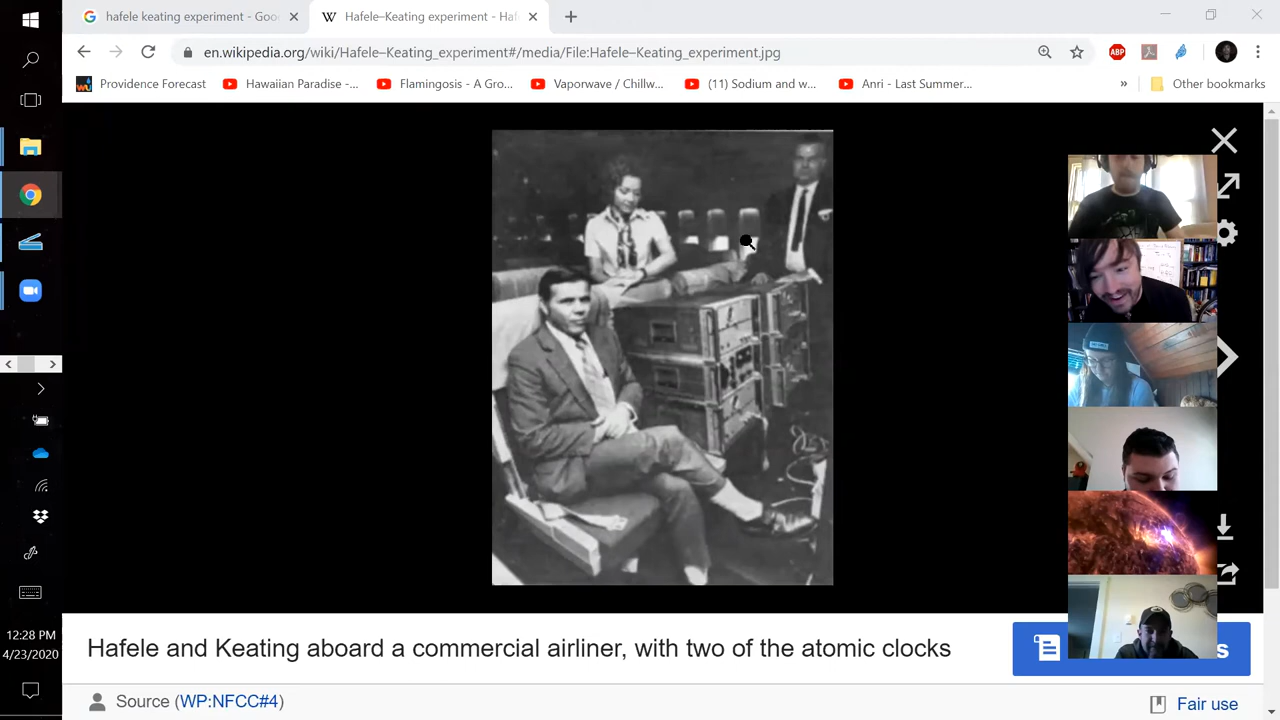 hafele keating experiment - Goo
Hafele–Keating experiment - Haf
en.wikipedia.org/wiki/Hafele–Keating_experiment#/media/File:Hafele–Keating_experiment.jpg
ABP
Providence Forecast
Hawaiian Paradise -...
Flamingosis - A Gro...
Vaporwave / Chillw...
(11) Sodium and w...
Anri - Last Summer...
»
Other bookmarks
12:28 PM
4/23/2020
Hafele and Keating aboard a commercial airliner, with two of the atomic clocks
s
Source (WP:NFCC#4)
Fair use